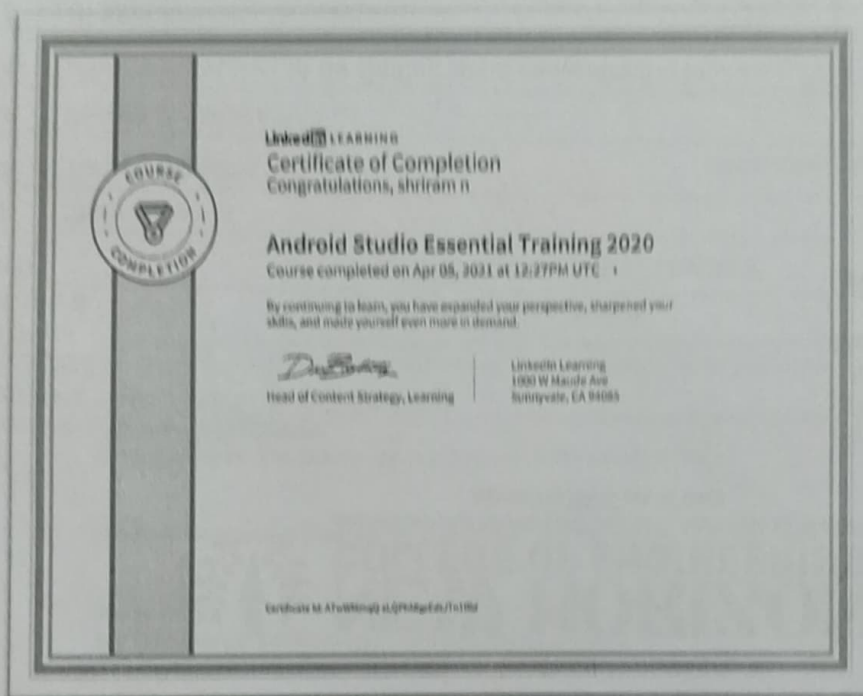 COURSE
COMPLETION
LinkedIn LEARNING
Certificate of Completion
Congratulations, shriram n
Android Studio Essential Training 2020
Course completed on Apr 05, 2021 at 12:27PM UTC
By continuing to learn, you have expanded your perspective, sharpened your
skills, and made yourself even more in demand.
Head of Content Strategy, Learning
LinkedIn Learning
1000 W Maude Ave
Sunnyvale, CA 94085
Certificate Id: